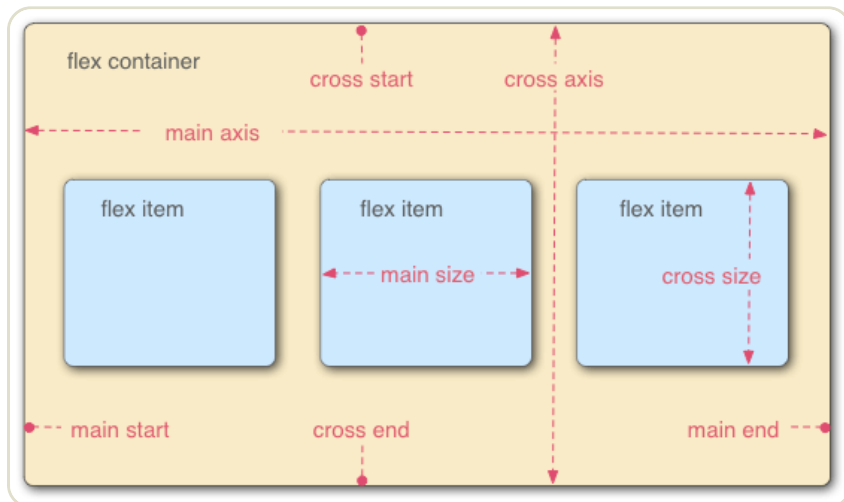 flex container
cross start
cross axis
main axis
flex item
flex item
flex item
main size
cross size
main start
cross end
main end